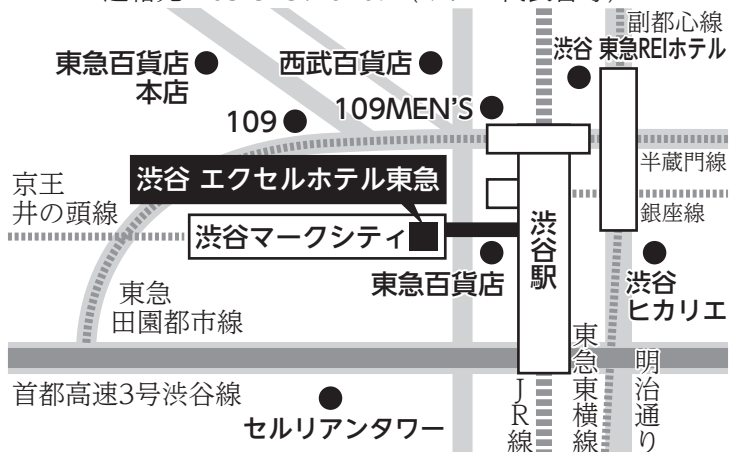 副都心線
東急百貨店
本店
西武百貨店
渋谷 東急REIホテル
109
109MEN'S
半蔵門線
京王
井の頭線
渋谷 エクセルホテル東急
銀座線
渋谷マークシティ
渋谷駅
東急百貨店
渋谷
ヒカリエ
東急
田園都市線
首都高速3号渋谷線
セルリアンタワー
JR線
東急東横線
明治通り